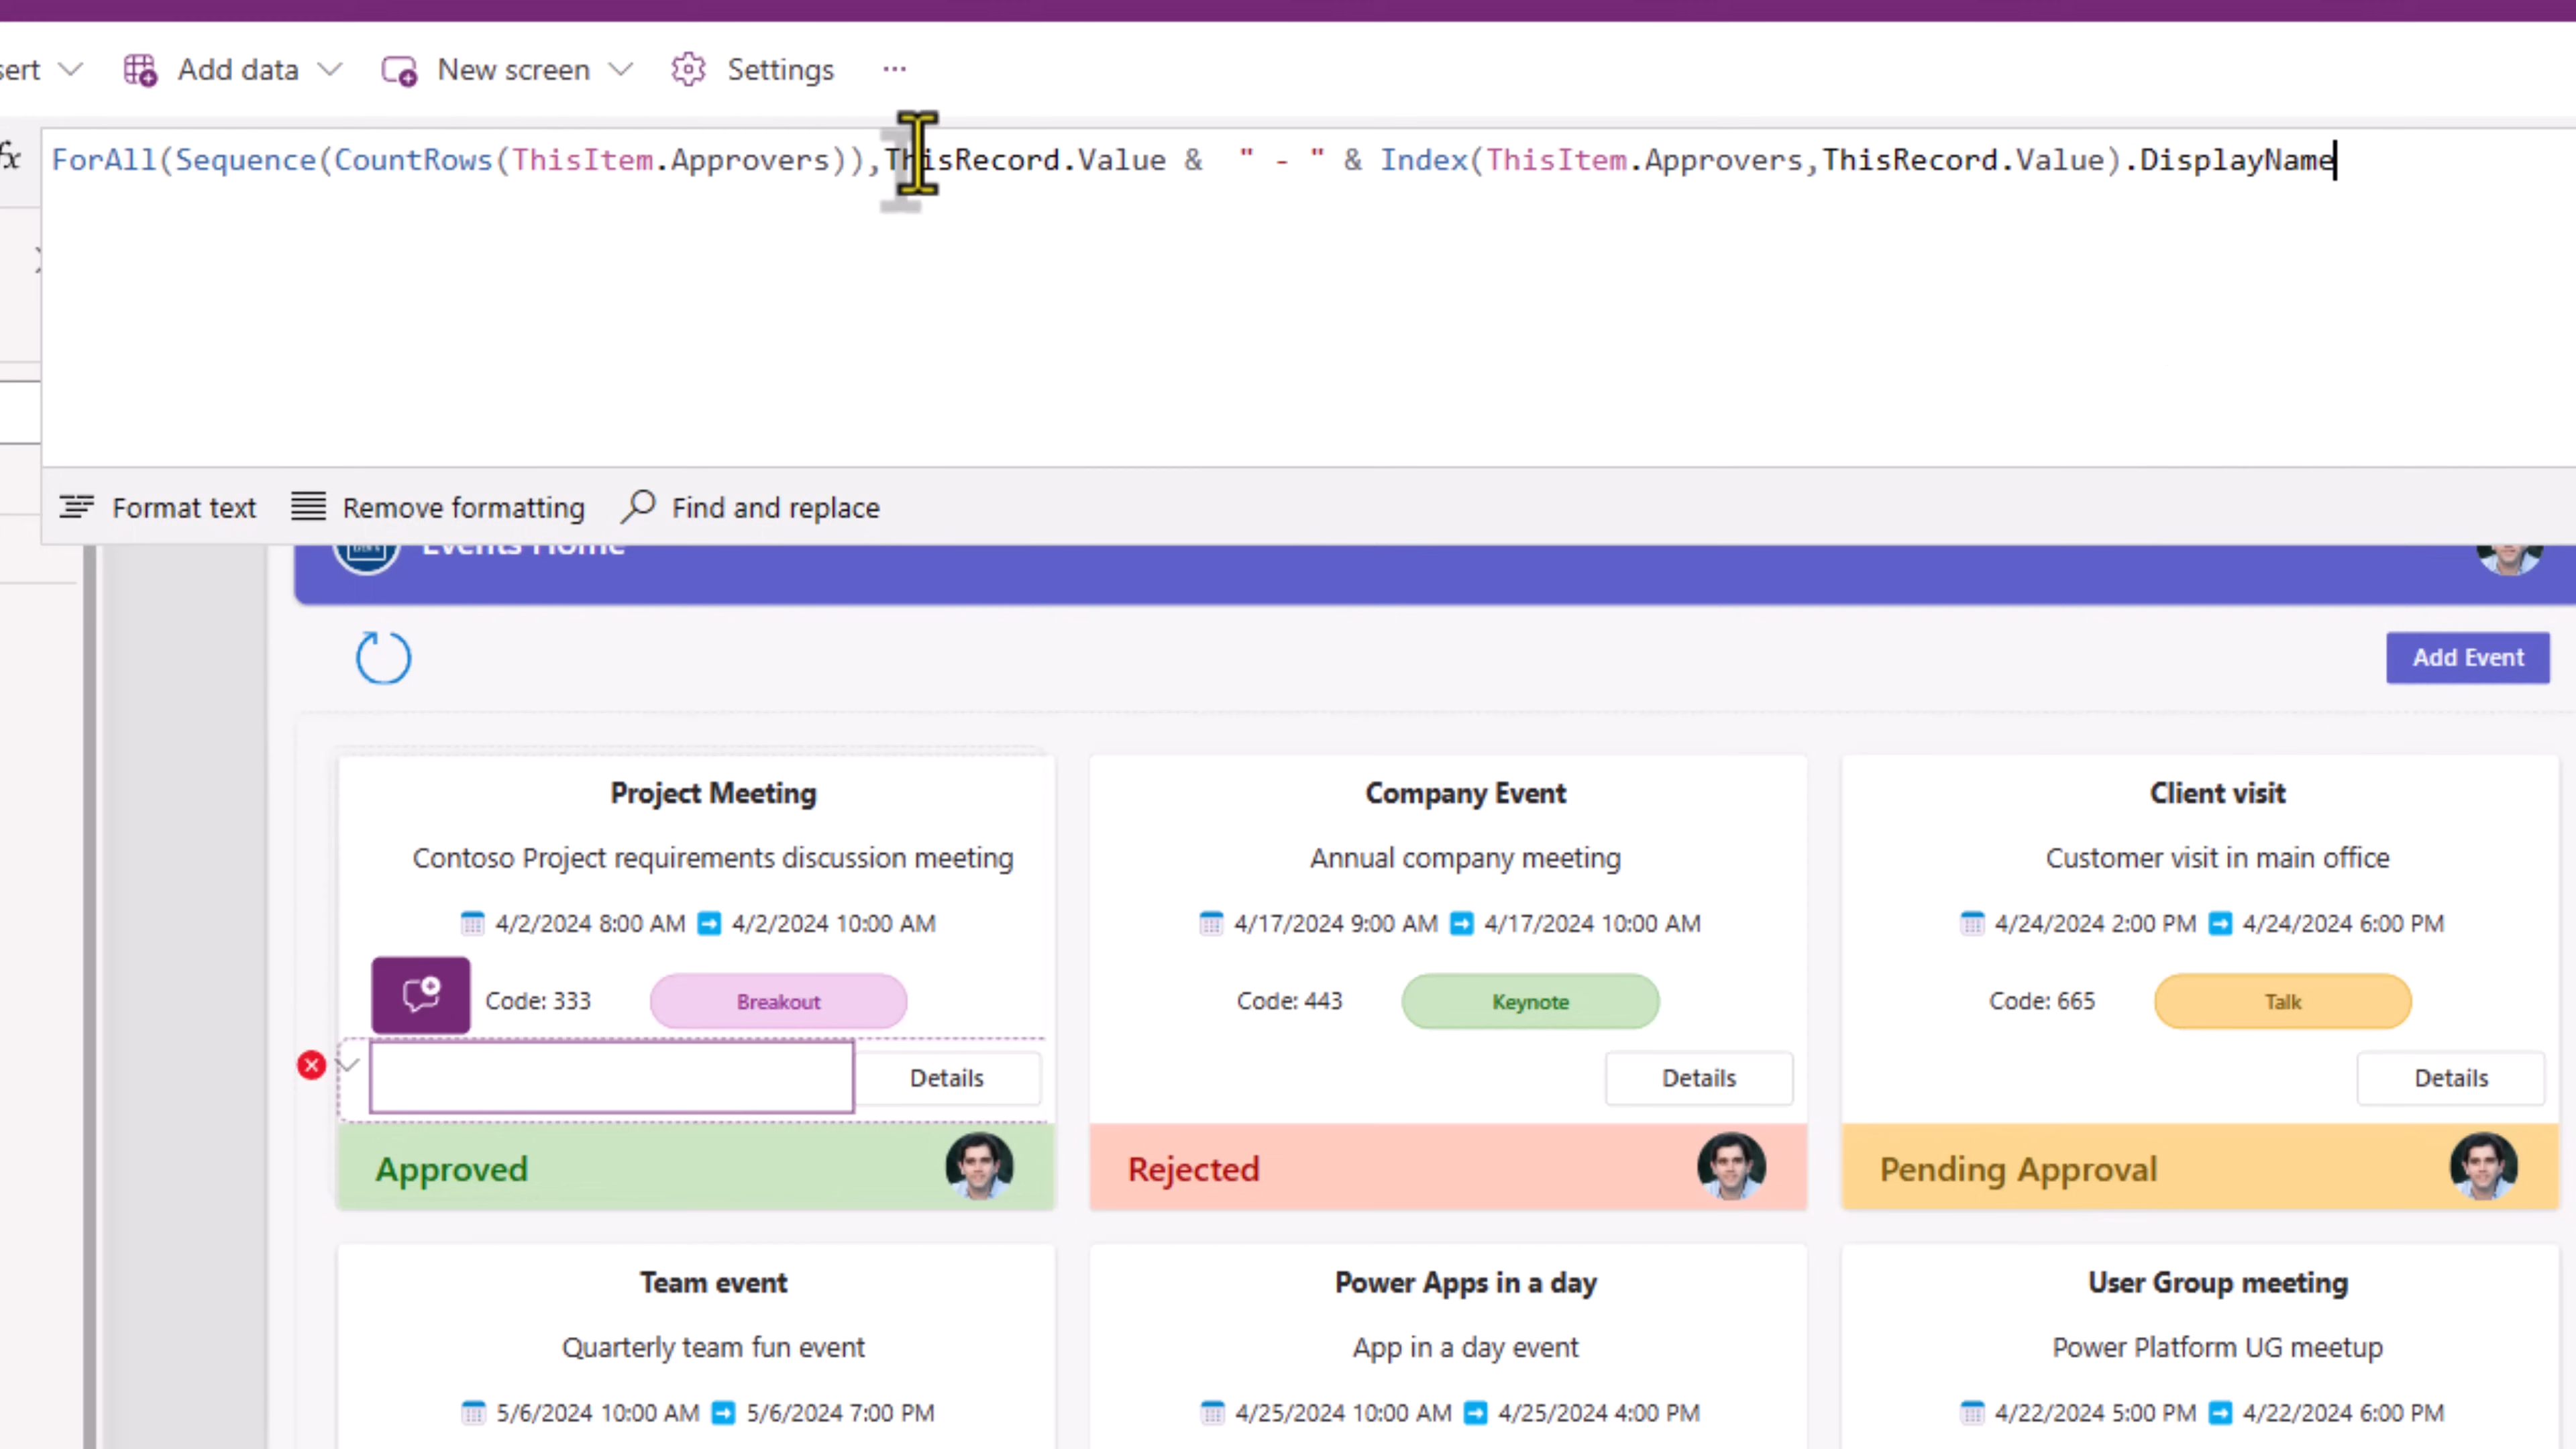 sert Add data New screen Settings ...
fx ForAll(Sequence(CountRows(ThisItem.Approvers)),ThisRecord.Value &  " - " & Index(ThisItem.Approvers,ThisRecord.Value).DisplayName
Format text Remove formatting Find and replace
Events Home
Add Event
Project Meeting
Contoso Project requirements discussion meeting
4/2/2024 8:00 AM 4/2/2024 10:00 AM
Code: 333 Breakout
Details
Approved
Company Event
Annual company meeting
4/17/2024 9:00 AM 4/17/2024 10:00 AM
Code: 443 Keynote
Details
Rejected
Client visit
Customer visit in main office
4/24/2024 2:00 PM 4/24/2024 6:00 PM
Code: 665 Talk
Details
Pending Approval
Team event
Quarterly team fun event
5/6/2024 10:00 AM 5/6/2024 7:00 PM
Power Apps in a day
App in a day event
4/25/2024 10:00 AM 4/25/2024 4:00 PM
User Group meeting
Power Platform UG meetup
4/22/2024 5:00 PM 4/22/2024 6:00 PM